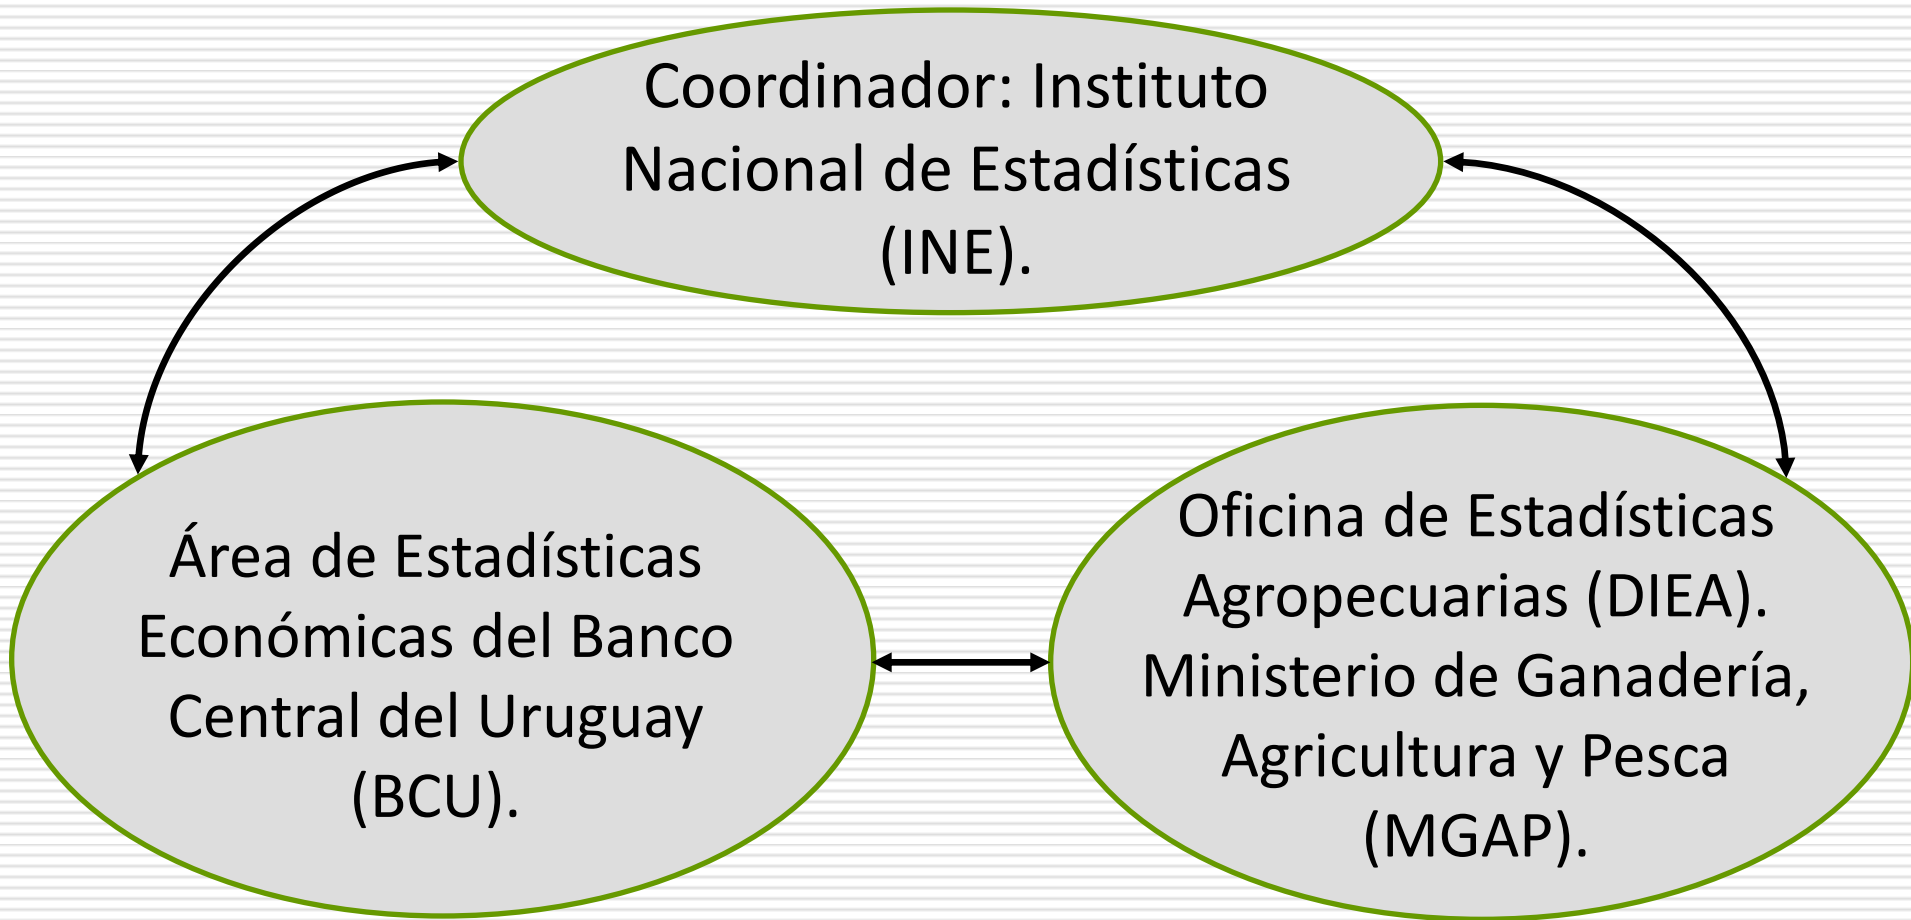 Coordinador: Instituto
Nacional de Estadísticas
(INE).
Área de Estadísticas
Económicas del Banco
Central del Uruguay
(BCU).
Oficina de Estadísticas
Agropecuarias (DIEA).
Ministerio de Ganadería,
Agricultura y Pesca
(MGAP).